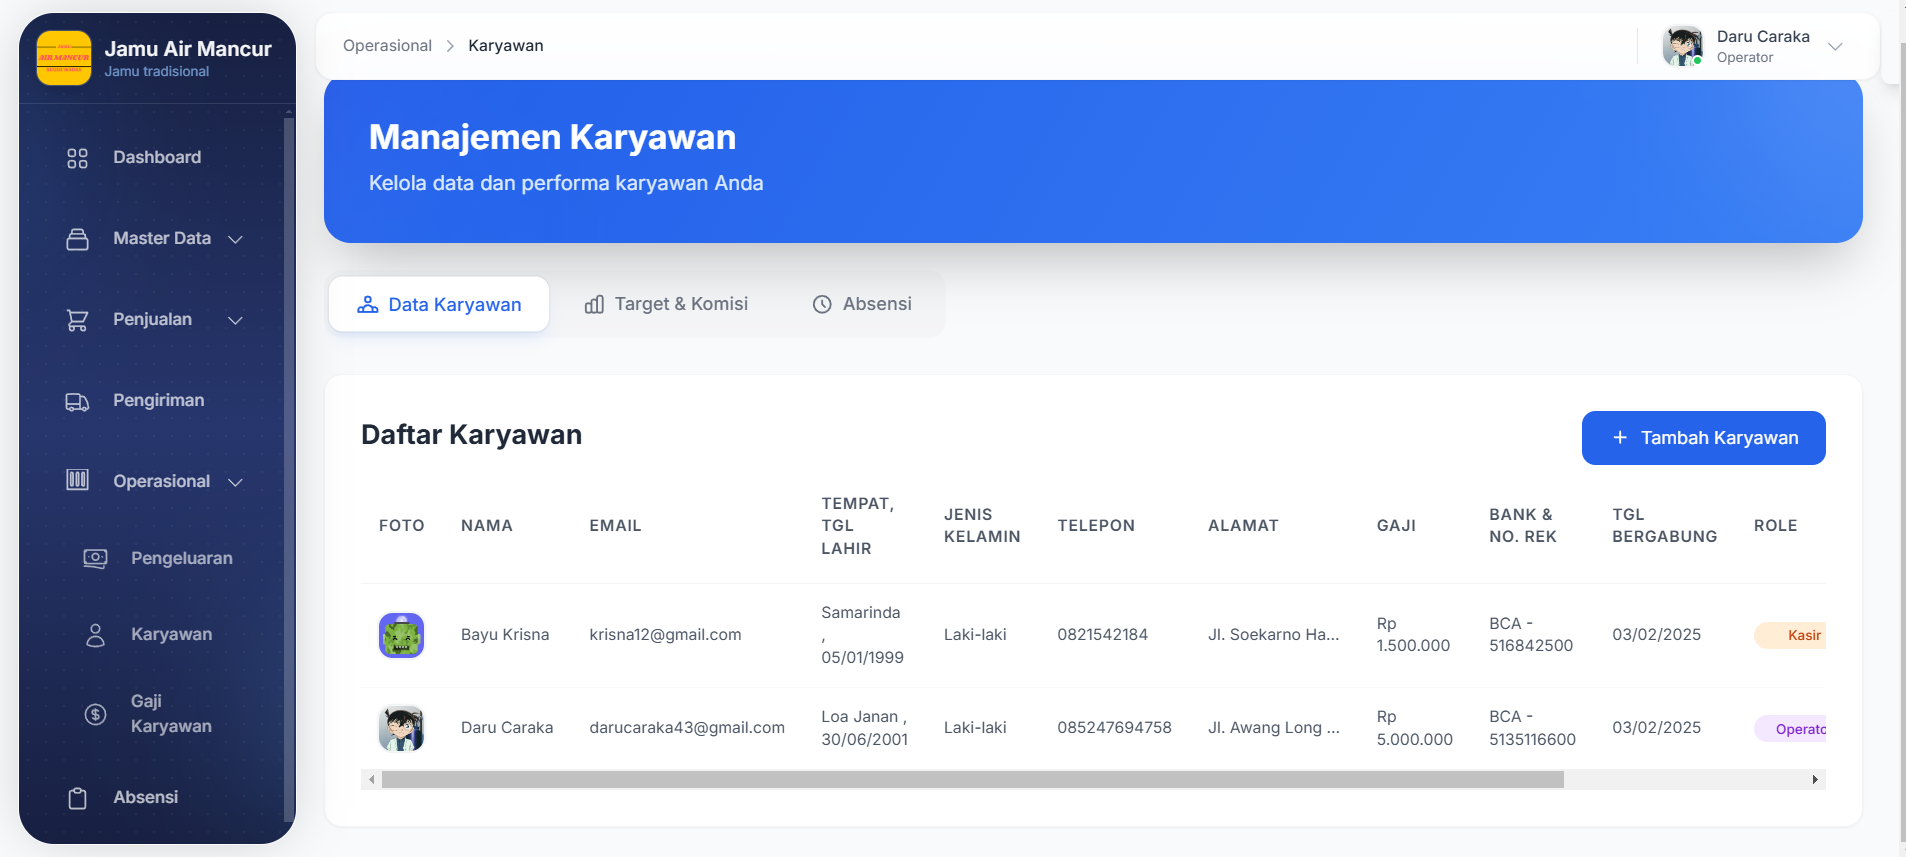 Jamu
AIR MANCUR
Jamu Air Mancur
Jamu tradisional
Dashboard
Master Data
Penjualan
Pengiriman
Operasional
Pengeluaran
Karyawan
Gaji
Karyawan
Absensi
Operasional > Karyawan
Daru Caraka
Operator
Manajemen Karyawan
Kelola data dan performa karyawan Anda
Data Karyawan
Target & Komisi
Absensi
Daftar Karyawan
+ Tambah Karyawan
FOTO
NAMA
EMAIL
TEMPAT,
TGL
LAHIR
JENIS
KELAMIN
TELEPON
ALAMAT
GAJI
BANK &
NO. REK
TGL
BERGABUNG
ROLE
Bayu Krisna
krisna12@gmail.com
Samarinda
,
05/01/1999
Laki-laki
0821542184
Jl. Soekarno Ha...
Rp
1.500.000
BCA -
516842500
03/02/2025
Kasir
Daru Caraka
darucaraka43@gmail.com
Loa Janan ,
30/06/2001
Laki-laki
085247694758
Jl. Awang Long ...
Rp
5.000.000
BCA -
5135116600
03/02/2025
Operato